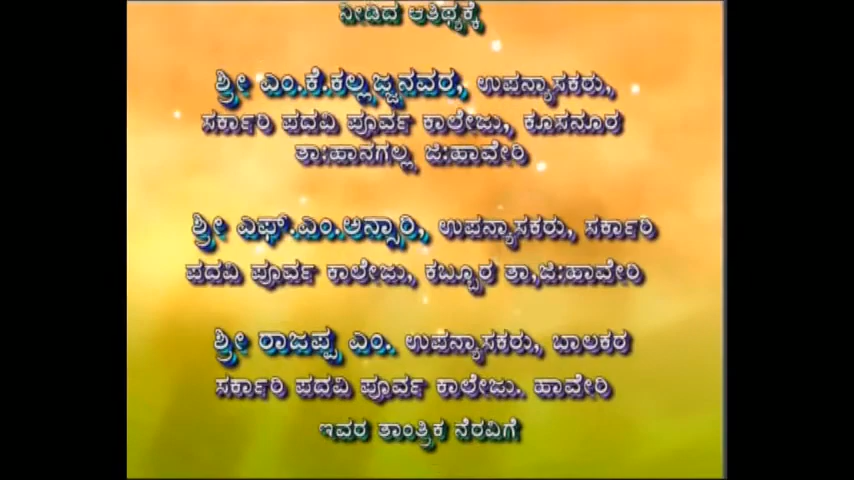 ನೀಡಿದ ಆತಿಥ್ಯಕ್ಕೆ
ಶ್ರೀ ಎಂ.ಕೆ.ಕಲ್ಲಜ್ಜನವರ, ಉಪನ್ಯಾಸಕರು,
ಸರ್ಕಾರಿ ಪದವಿ ಪೂರ್ವ ಕಾಲೇಜು, ಕೂಸನೂರ
ತಾ:ಹಾನಗಲ್ಲ ಜಿ:ಹಾವೇರಿ
ಶ್ರೀ ಎಫ್.ಎಂ.ಅನ್ಸಾರಿ, ಉಪನ್ಯಾಸಕರು, ಸರ್ಕಾರಿ
ಪದವಿ ಪೂರ್ವ ಕಾಲೇಜು, ಕಬ್ಬೂರ ತಾ,ಜಿ:ಹಾವೇರಿ
ಶ್ರೀ ರಾಜಪ್ಪ ಎಂ. ಉಪನ್ಯಾಸಕರು, ಬಾಲಕರ
ಸರ್ಕಾರಿ ಪದವಿ ಪೂರ್ವ ಕಾಲೇಜು. ಹಾವೇರಿ
ಇವರ ತಾಂತ್ರಿಕ ನೆರವಿಗೆ